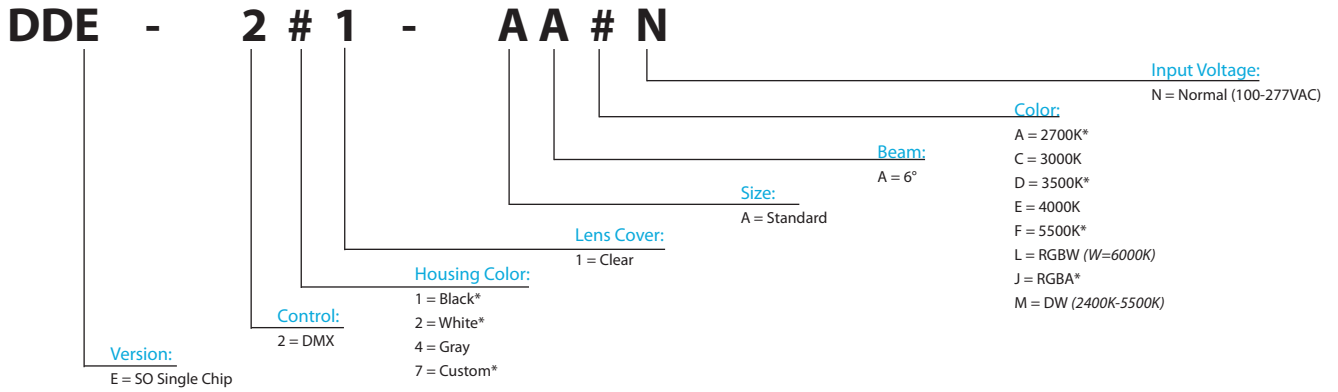 DDE - 2 # 1 - A A # N
Input Voltage:
N = Normal (100-277VAC)
Color:
A = 2700K*
C = 3000K
D = 3500K*
E = 4000K
F = 5500K*
L = RGBW (W=6000K)
J = RGBA*
M = DW (2400K-5500K)
Beam:
A = 6°
Size:
A = Standard
Lens Cover:
1 = Clear
Housing Color:
1 = Black*
2 = White*
4 = Gray
7 = Custom*
Control:
2 = DMX
Version:
E = SO Single Chip